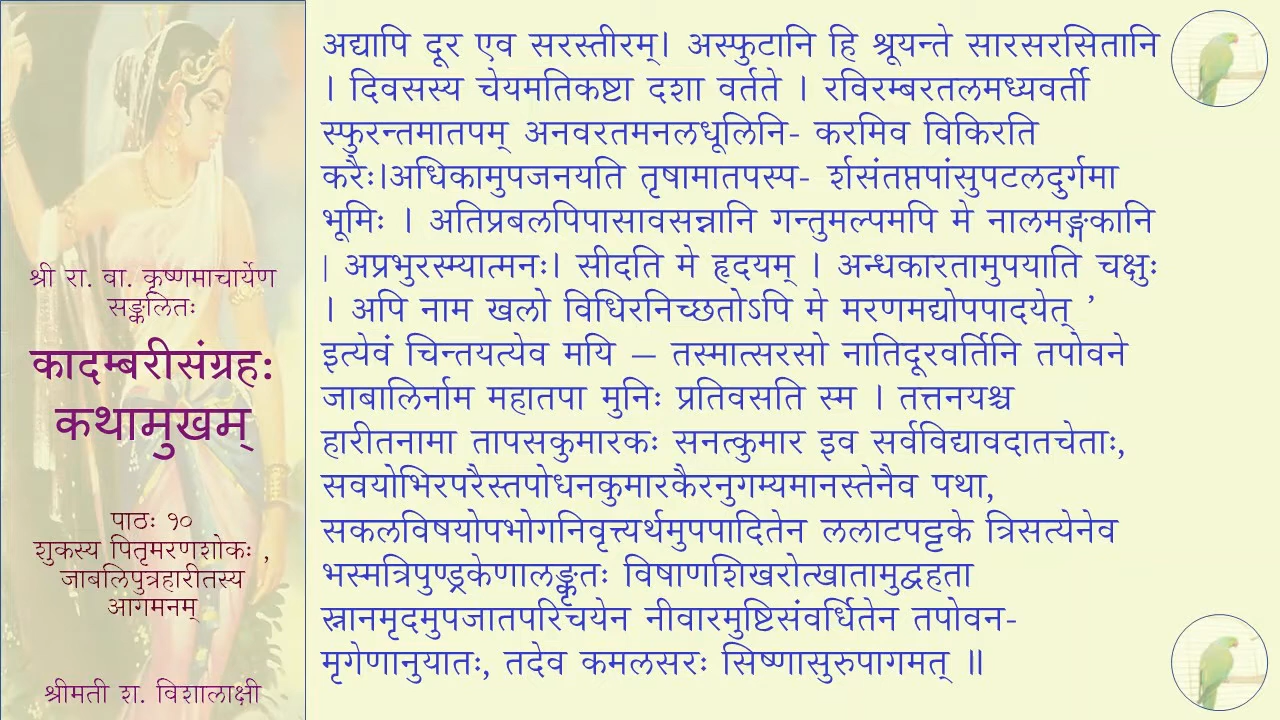 श्री रा. वा. कृष्णमाचार्येण
सङ्कलितः
कादम्बरीसंग्रहः
कथामुखम्
पाठः १०
शुकस्य पितृमरणशोकः ,
जाबलिपुत्रहारीतस्य
आगमनम्
श्रीमती श. विशालाक्षी
अद्यापि दूर एव सरस्तीरम्। अस्फुटानि हि श्रूयन्ते सारसरसितानि
। दिवसस्य चेयमतिकष्टा दशा वर्तते । रविरम्बरतलमध्यवर्ती
स्फुरन्तमातपम् अनवरतमनलधूलिनि- करमिव विकिरति
करैः।अधिकामुपजनयति तृषामातपस्प- र्शसंतप्तपांसुपटलदुर्गमा
भूमिः । अतिप्रबलपिपासावसन्नानि गन्तुमल्पमपि मे नालमङ्गकानि
। अप्रभुरस्म्यात्मनः। सीदति मे हृदयम् । अन्धकारतामुपयाति चक्षुः
। अपि नाम खलो विधिरनिच्छतोऽपि मे मरणमद्योपपादयेत् ’
इत्येवं चिन्तयत्येव मयि — तस्मात्सरसो नातिदूरवर्तिनि तपोवने
जाबालिर्नाम महातपा मुनिः प्रतिवसति स्म । तत्तनयश्च
हारीतनामा तापसकुमारकः सनत्कुमार इव सर्वविद्यावदातचेताः,
सवयोभिरपरैस्तपोधनकुमारकैरनुगम्यमानस्तेनैव पथा,
सकलविषयोपभोगनिवृत्त्यर्थमुपपादितेन ललाटपट्टके त्रिसत्येनेव
भस्मत्रिपुण्ड्रकेणालङ्कृतः विषाणशिखरोत्खातामुद्वहता
स्नानमृदमुपजातपरिचयेन नीवारमुष्टिसंवर्धितेन तपोवन-
मृगेणानुयातः, तदेव कमलसरः सिष्णासुरुपागमत् ॥